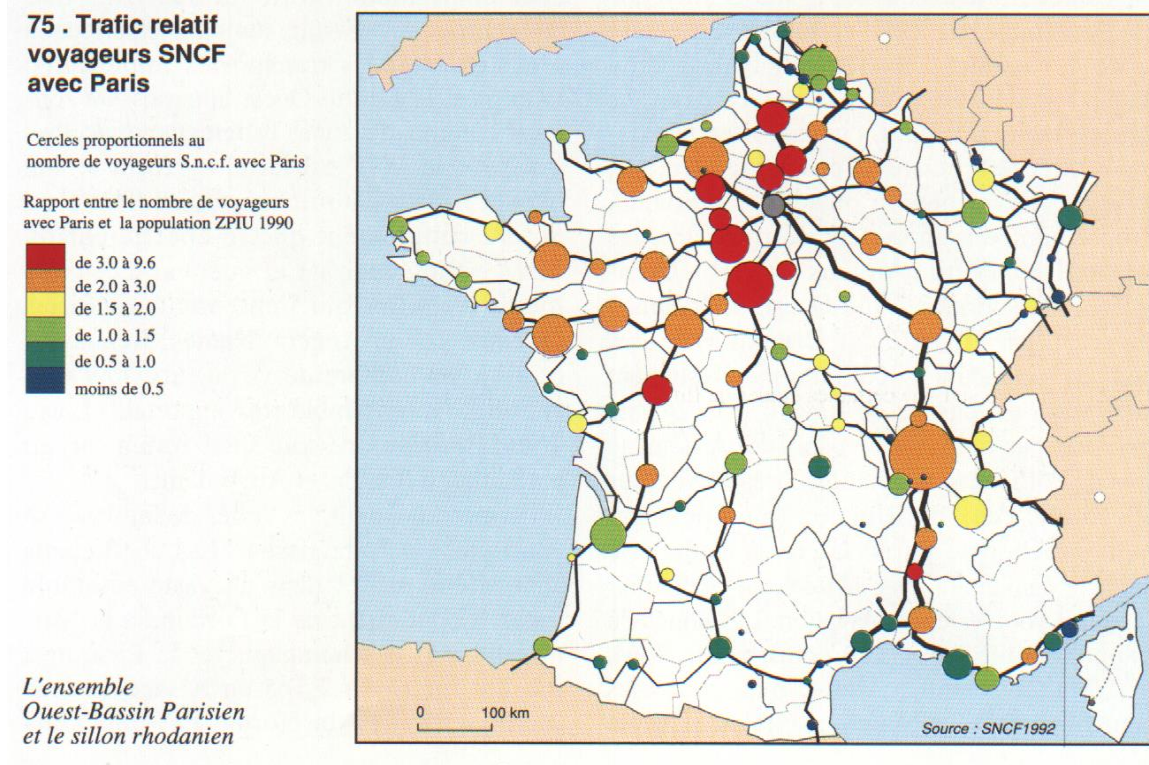 75 . Trafic relatif
voyageurs SNCF
avec Paris
Cercles proportionnels au
nombre de voyageurs S.n.c.f. avec Paris
Rapport entre le nombre de voyageurs
avec Paris et la population ZPIU 1990
de 3.0 à 9.6
de 2.0 à 3.0
de 1.5 à 2.0
de 1.0 à 1.5
de 0.5 à 1.0
moins de 0.5
L'ensemble
Ouest-Bassin Parisien
et le sillon rhodanien
0 100 km
Source : SNCF1992